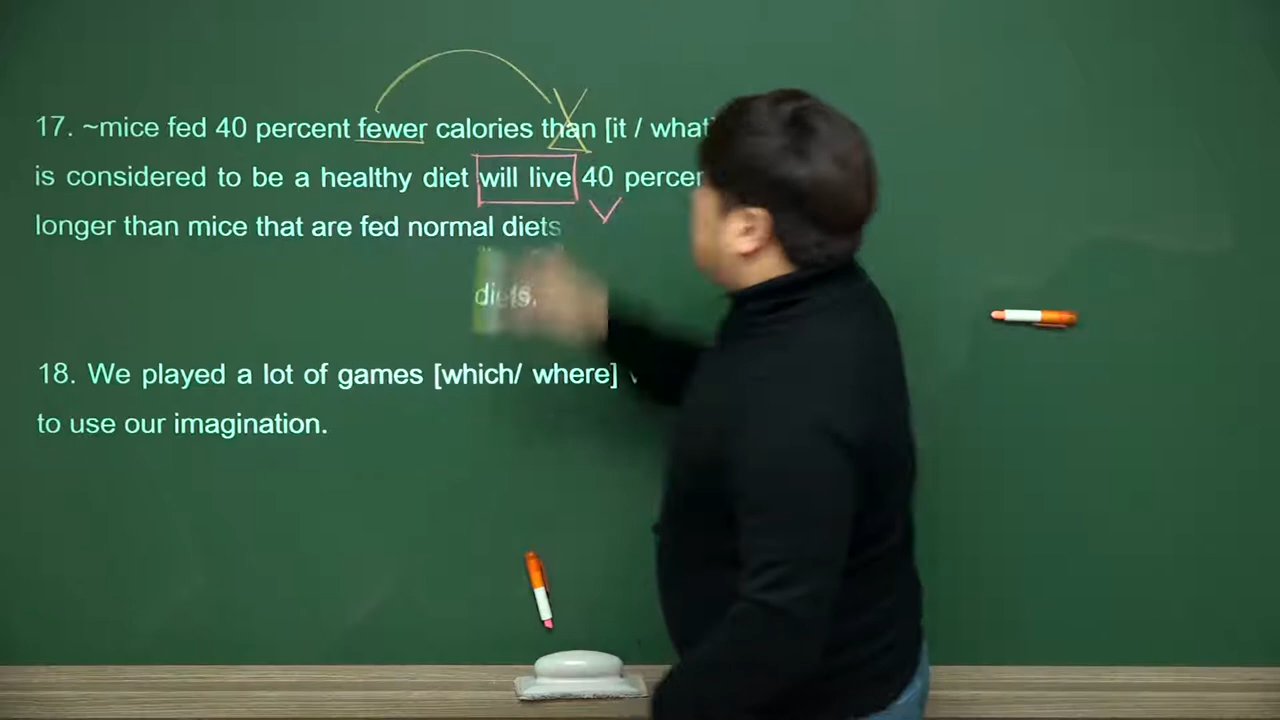 17. ~mice fed 40 percent fewer calories than [it / what]
is considered to be a healthy diet will live 40
longer than mice that are fed normal diets
diets.
18. We played a lot of games [which/ where]
to use our imagination.